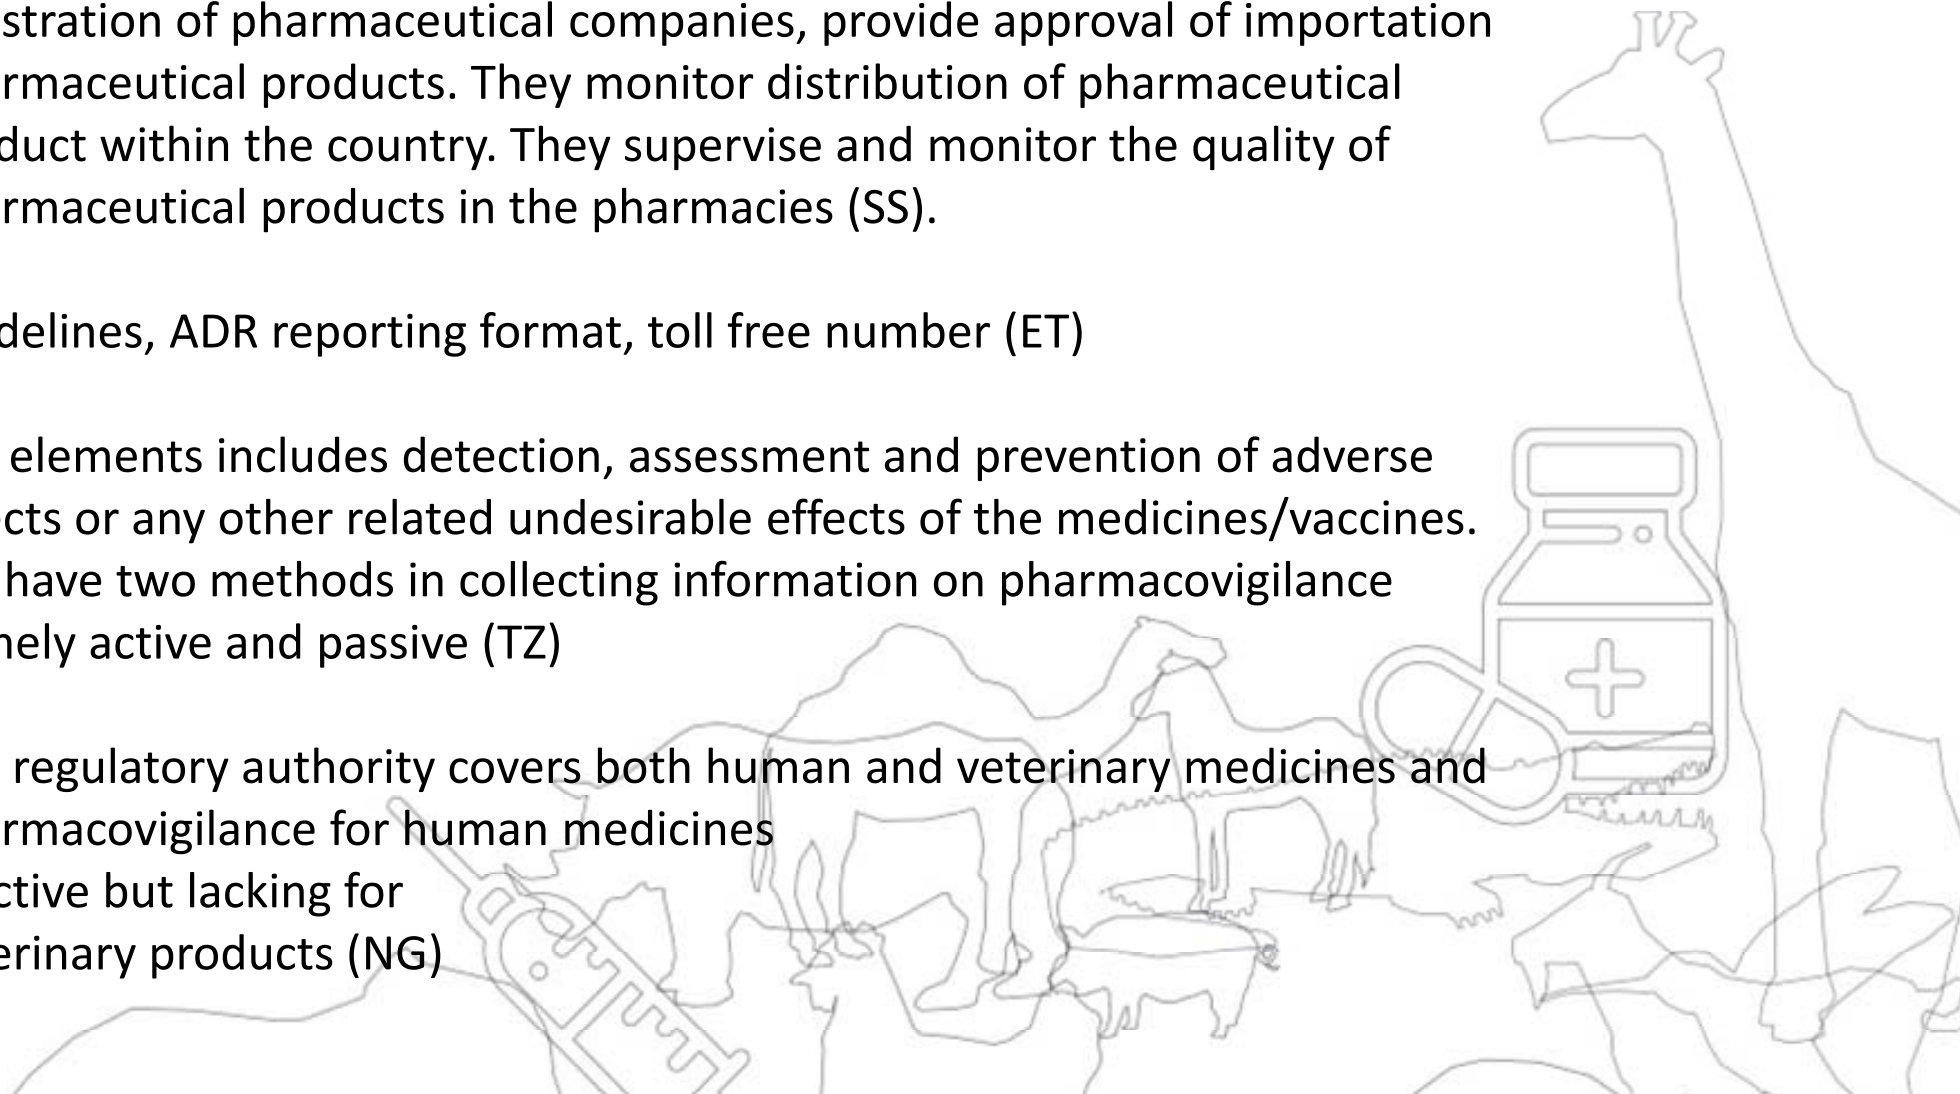 stration of pharmaceutical companies, provide approval of importation
rmaceutical products. They monitor distribution of pharmaceutical
duct within the country. They supervise and monitor the quality of
rmaceutical products in the pharmacies (SS).
delines, ADR reporting format, toll free number (ET)
elements includes detection, assessment and prevention of adverse
cts or any other related undesirable effects of the medicines/vaccines.
have two methods in collecting information on pharmacovigilance
nely active and passive (TZ)
regulatory authority covers both human and veterinary medicines and
rmacovigilance for human medicines
ctive but lacking for
erinary products (NG)